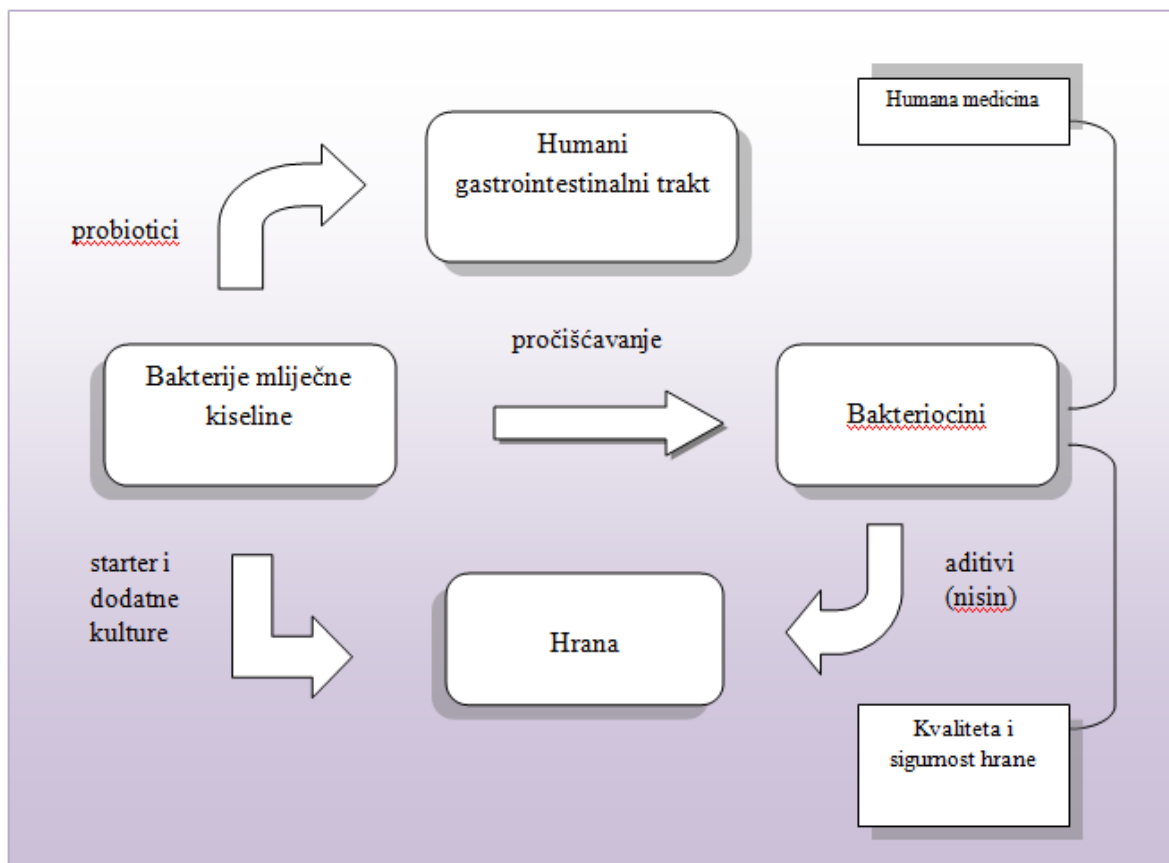 Humana medicina
Humani
gastrointestinalni trakt
probiotici
pročišćavanje
Bakterije mliječne
kiseline
Bakteriocini
starter i
dodatne
kulture
aditivi
(nisin)
Hrana
Kvaliteta i
sigurnost hrane